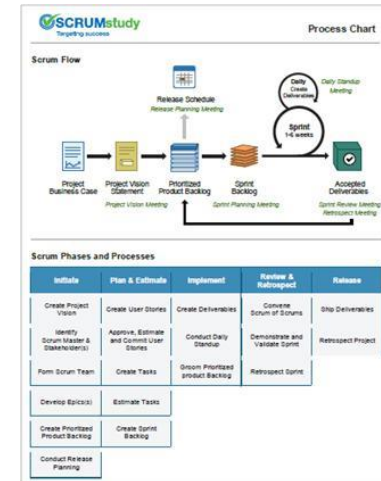 SCRUMstudy
Targeting success
Process Chart
Scrum Flow
Release Schedule
Release Planning Meeting
Daily
Create
Deliverables
Daily Standup
Meeting
Sprint
1-6 weeks
Project
Business Case
Project Vision
Statement
Prioritized
Product Backlog
Sprint
Backlog
Accepted
Deliverables
Project Vision Meeting
Sprint Planning Meeting
Sprint Review Meeting
Retrospect Meeting
Scrum Phases and Processes
Initiate
Plan & Estimate
Implement
Review &
Retrospect
Release
Create Project
Vision
Create User Stories
Create Deliverables
Convene
Scrum of Scrums
Ship Deliverables
Identify
Scrum Master &
Stakeholder(s)
Approve, Estimate
and Commit User
Stories
Conduct Daily
Standup
Demonstrate and
Validate Sprint
Retrospect Project
Form Scrum Team
Create Tasks
Groom Prioritized
product Backlog
Retrospect Sprint
Develop Epics(s)
Estimate Tasks
Create Prioritized
Product Backlog
Create Sprint
Backlog
Conduct Release
Planning